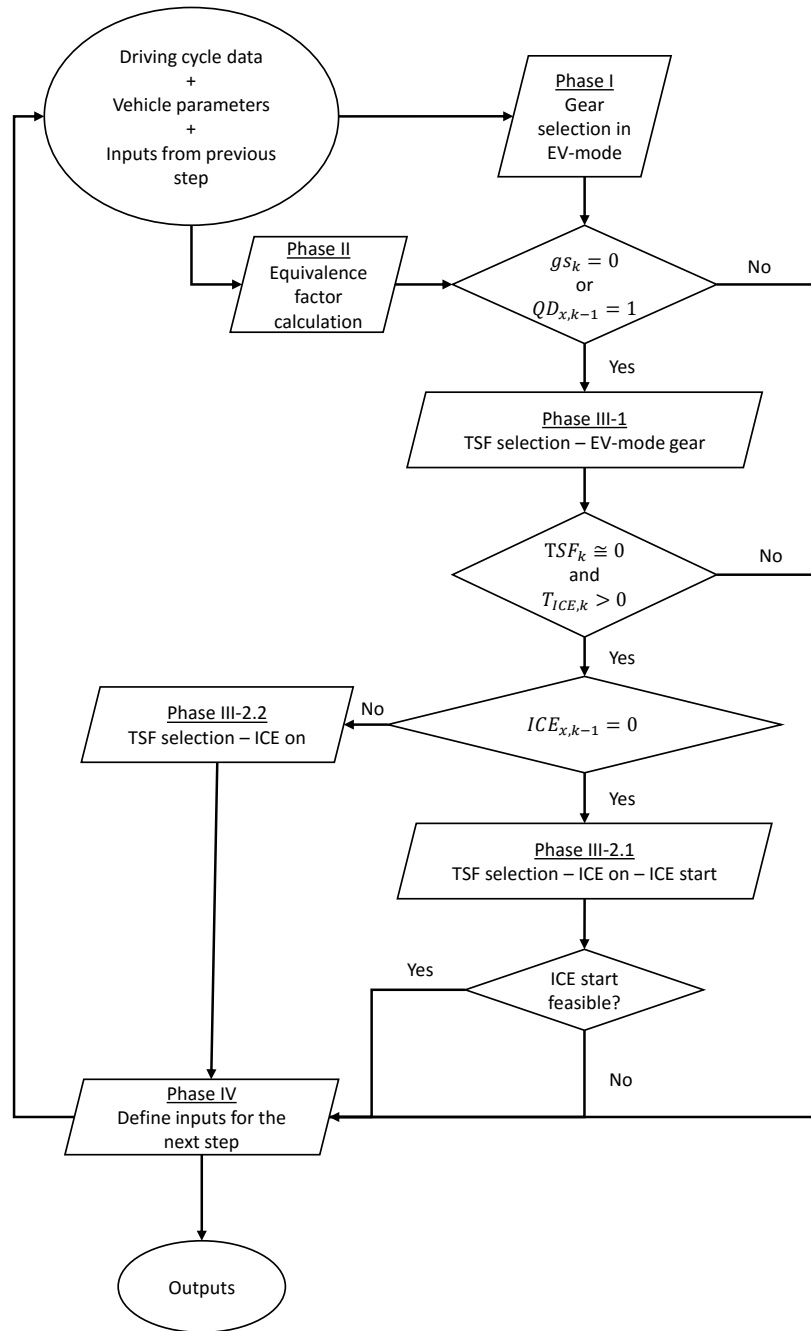 Driving cycle data
+
Vehicle parameters
+
Inputs from previous
step
Phase I
Gear
selection in
EV-mode
Phase II
Equivalence
factor
calculation
gs_k = 0
or
QD_{x,k−1} = 1
No
Yes
Phase III-1
TSF selection – EV-mode gear
TSF_k ≅ 0
and
T_{ICE,k} > 0
No
Yes
Phase III-2.2
TSF selection – ICE on
No
ICE_{x,k−1} = 0
Yes
Phase III-2.1
TSF selection – ICE on – ICE start
Yes
ICE start
feasible?
No
Phase IV
Define inputs for the
next step
Outputs